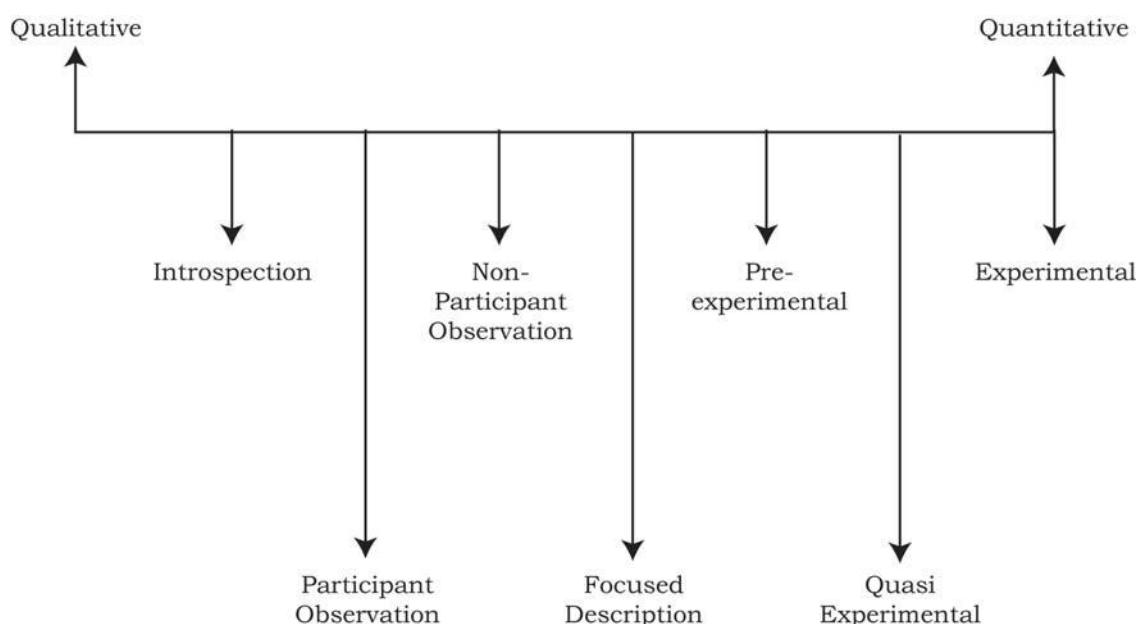 Qualitative
Quantitative
Introspection
Non-
Participant
Observation
Pre-
experimental
Experimental
Participant
Observation
Focused
Description
Quasi
Experimental